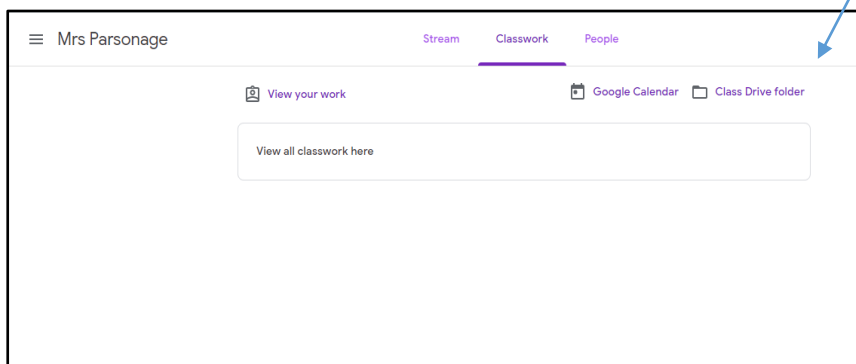 Mrs Parsonage
Stream Classwork People
View your work Google Calendar Class Drive folder
View all classwork here